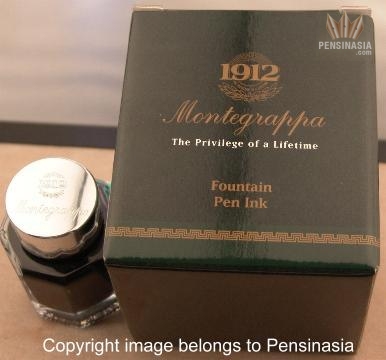 PENSINASIA
.com
1912
Montegrappa
The Privilege of a Lifetime
Fountain
Pen Ink
1912
Montegrappa
Copyright image belongs to Pensinasia